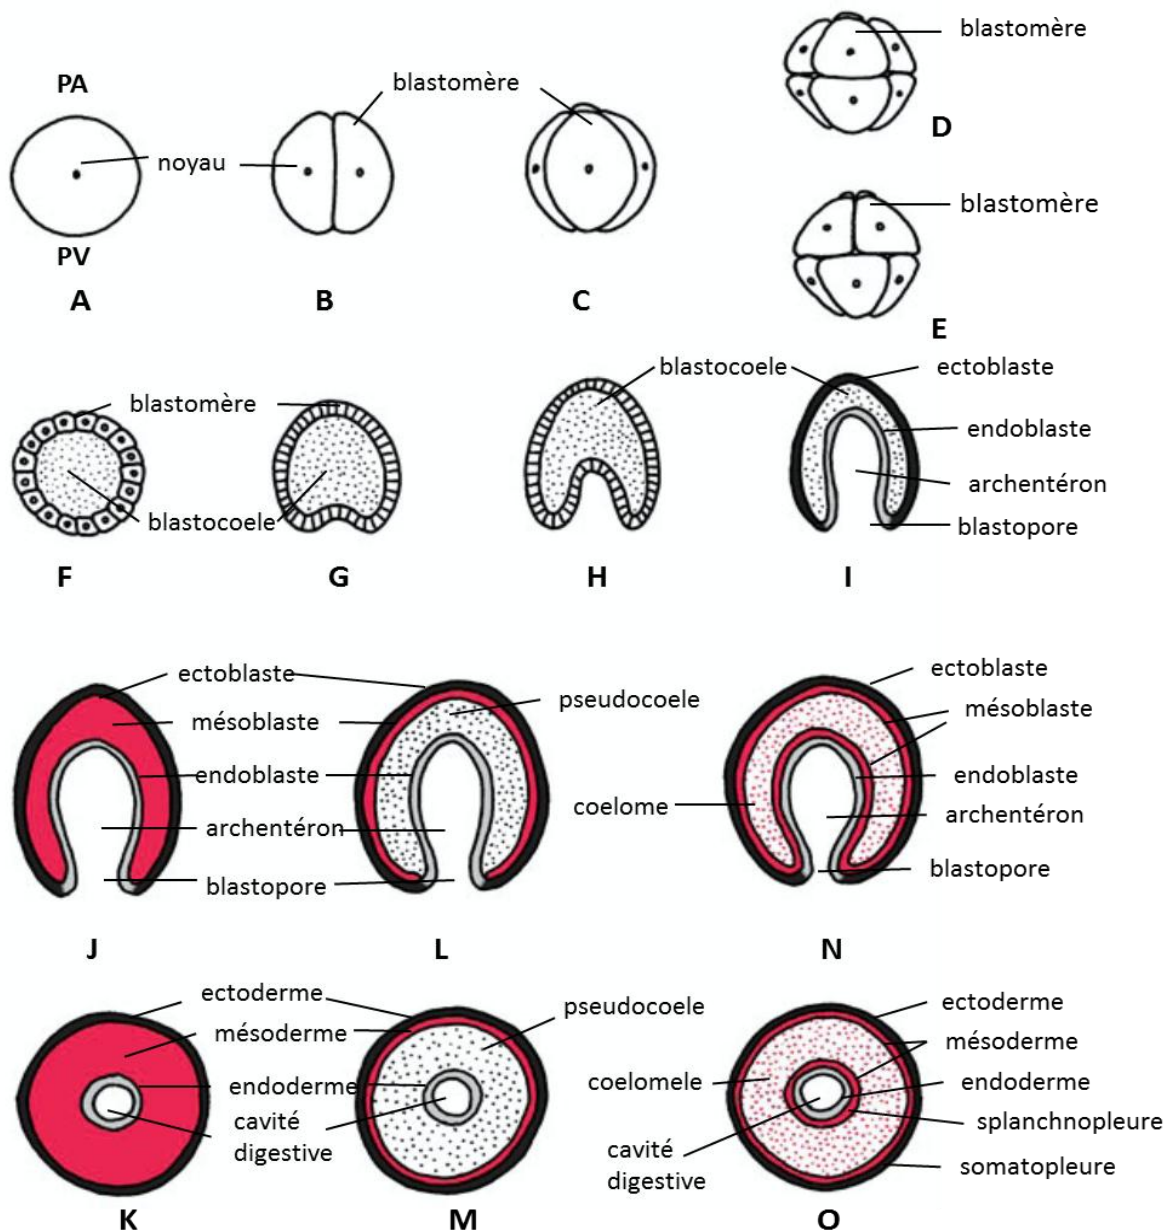 PA
noyau
PV
A
blastomère
B
C
blastomère
D
blastomère
E
blastomère
blastocoele
F
G
blastocoele
H
ectoblaste
endoblaste
archentéron
blastopore
I
ectoblaste
mésoblaste
endoblaste
archentéron
blastopore
J
pseudocoele
L
ectoblaste
mésoblaste
endoblaste
archentéron
coelome
blastopore
N
ectoderme
mésoderme
endoderme
cavité
digestive
K
pseudocoele
M
ectoderme
mésoderme
coelomele
endoderme
splanchnopleure
cavité
digestive
somatopleure
O